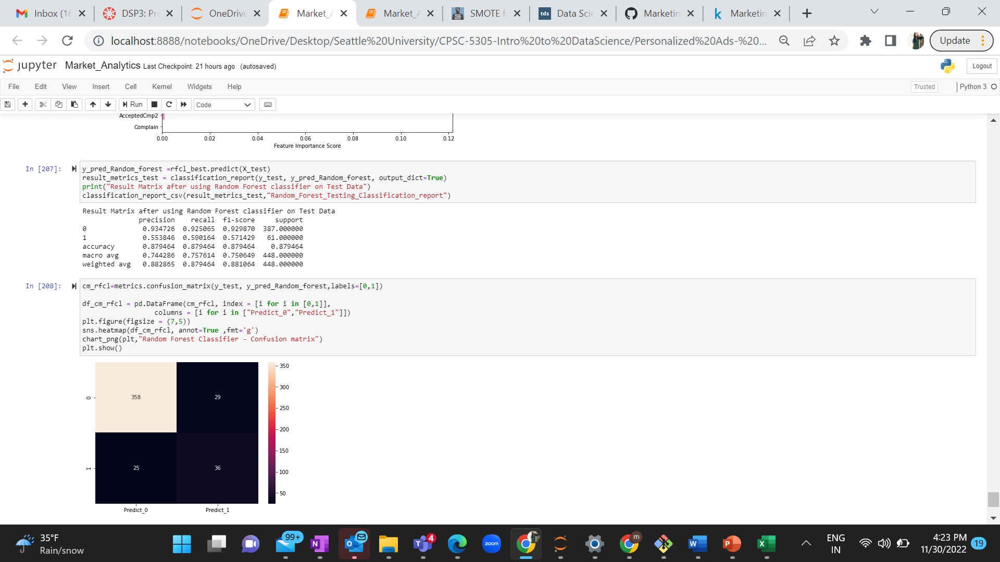 Inbox (16
DSP3: Pr
OneDrive
Market_A
Market_A
SMOTE f
tds
Data Scie
Marketin
k
Marketin
localhost:8888/notebooks/OneDrive/Desktop/Seattle%20University/CPSC-5305-Intro%20to%20DataScience/Personalized%20Ads-%20...
Update
jupyter Market_Analytics Last Checkpoint: 21 hours ago (autosaved)
Logout
File Edit View Insert Cell Kernel Widgets Help
Trusted Python 3
Run Code
AcceptedCmp2
Complain
0.00 0.02 0.04 0.06 0.08 0.10 0.12
Feature Importance Score
In [207]:
y_pred_Random_forest =rfcl_best.predict(X_test)
result_metrics_test = classification_report(y_test, y_pred_Random_forest, output_dict=True)
print("Result Matrix after using Random Forest classifier on Test Data")
classification_report_csv(result_metrics_test,"Random_Forest_Testing_Classification_report")
Result Matrix after using Random Forest classifier on Test Data
precision recall f1-score support
0 0.934726 0.925065 0.929870 387.000000
1 0.553846 0.590164 0.571429 61.000000
accuracy 0.879464 0.879464 0.879464 0.879464
macro avg 0.744286 0.757614 0.750649 448.000000
weighted avg 0.882865 0.879464 0.881064 448.000000
In [208]:
cm_rfcl=metrics.confusion_matrix(y_test, y_pred_Random_forest,labels=[0,1])
df_cm_rfcl = pd.DataFrame(cm_rfcl, index = [i for i in [0,1]],
columns = [i for i in ["Predict_0","Predict_1"]])
plt.figure(figsize = (7,5))
sns.heatmap(df_cm_rfcl, annot=True ,fmt='g')
chart_png(plt,"Random Forest Classifier - Confusion matrix")
plt.show()
350
300
250
200
150
100
50
0
358 29
1
25 36
Predict_0 Predict_1
35°F
Rain/snow
99+
N
O
T
4
zoom
m
W
P
X
ENG
IN
4:23 PM
11/30/2022
19